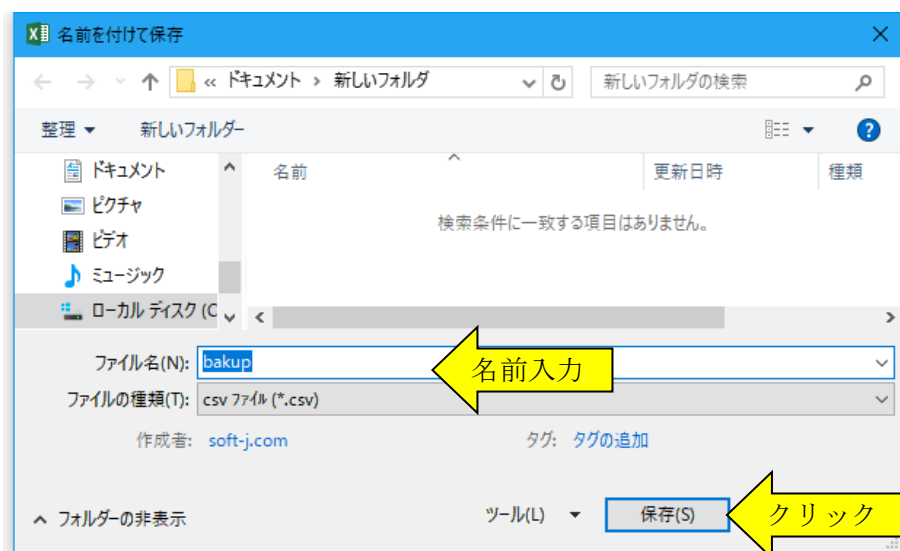 名前を付けて保存
« ドキュメント › 新しいフォルダ
新しいフォルダの検索
整理 ▼ 新しいフォルダー
ドキュメント
ピクチャ
ビデオ
ミュージック
ローカル ディスク (C
名前 更新日時 種類
検索条件に一致する項目はありません。
ファイル名(N): bakup
名前入力
ファイルの種類(T): csv ファイル (*.csv)
作成者: soft-j.com タグ: タグの追加
フォルダーの非表示 ツール(L) ▼ 保存(S)
クリック